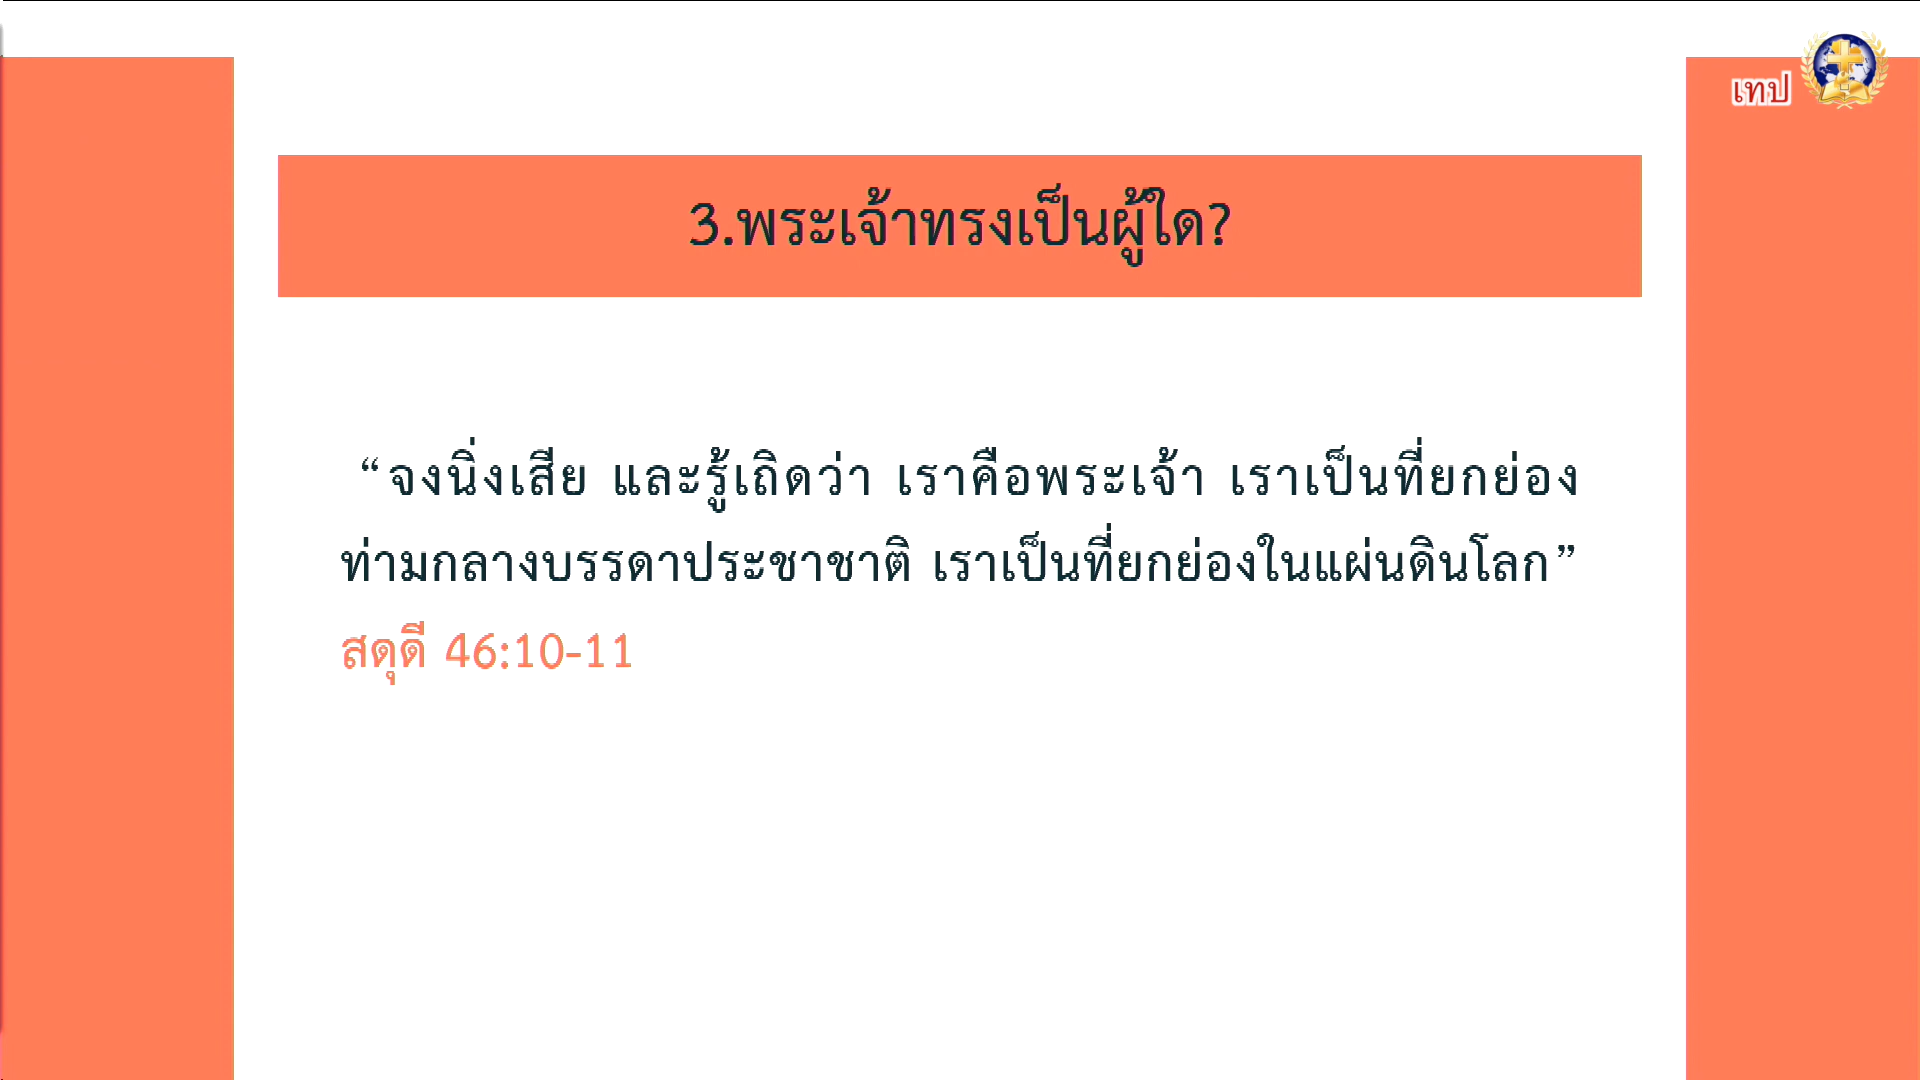 เทป
3.พระเจ้าทรงเป็นผู้ใด?
“จงนิ่งเสีย และรู้เถิดว่า เราคือพระเจ้า เราเป็นที่ยกย่อง
ท่ามกลางบรรดาประชาชาติ เราเป็นที่ยกย่องในแผ่นดินโลก”
สดุดี 46:10-11